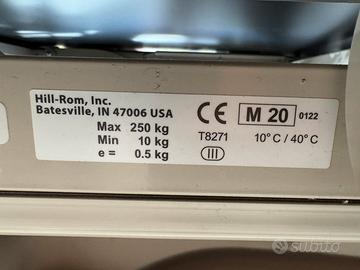 Hill-Rom, Inc.
Batesville, IN 47006 USA
Max 250 kg
Min 10 kg
e = 0.5 kg
CE M 20 0122
T8271 10°C / 40°C
III
subito